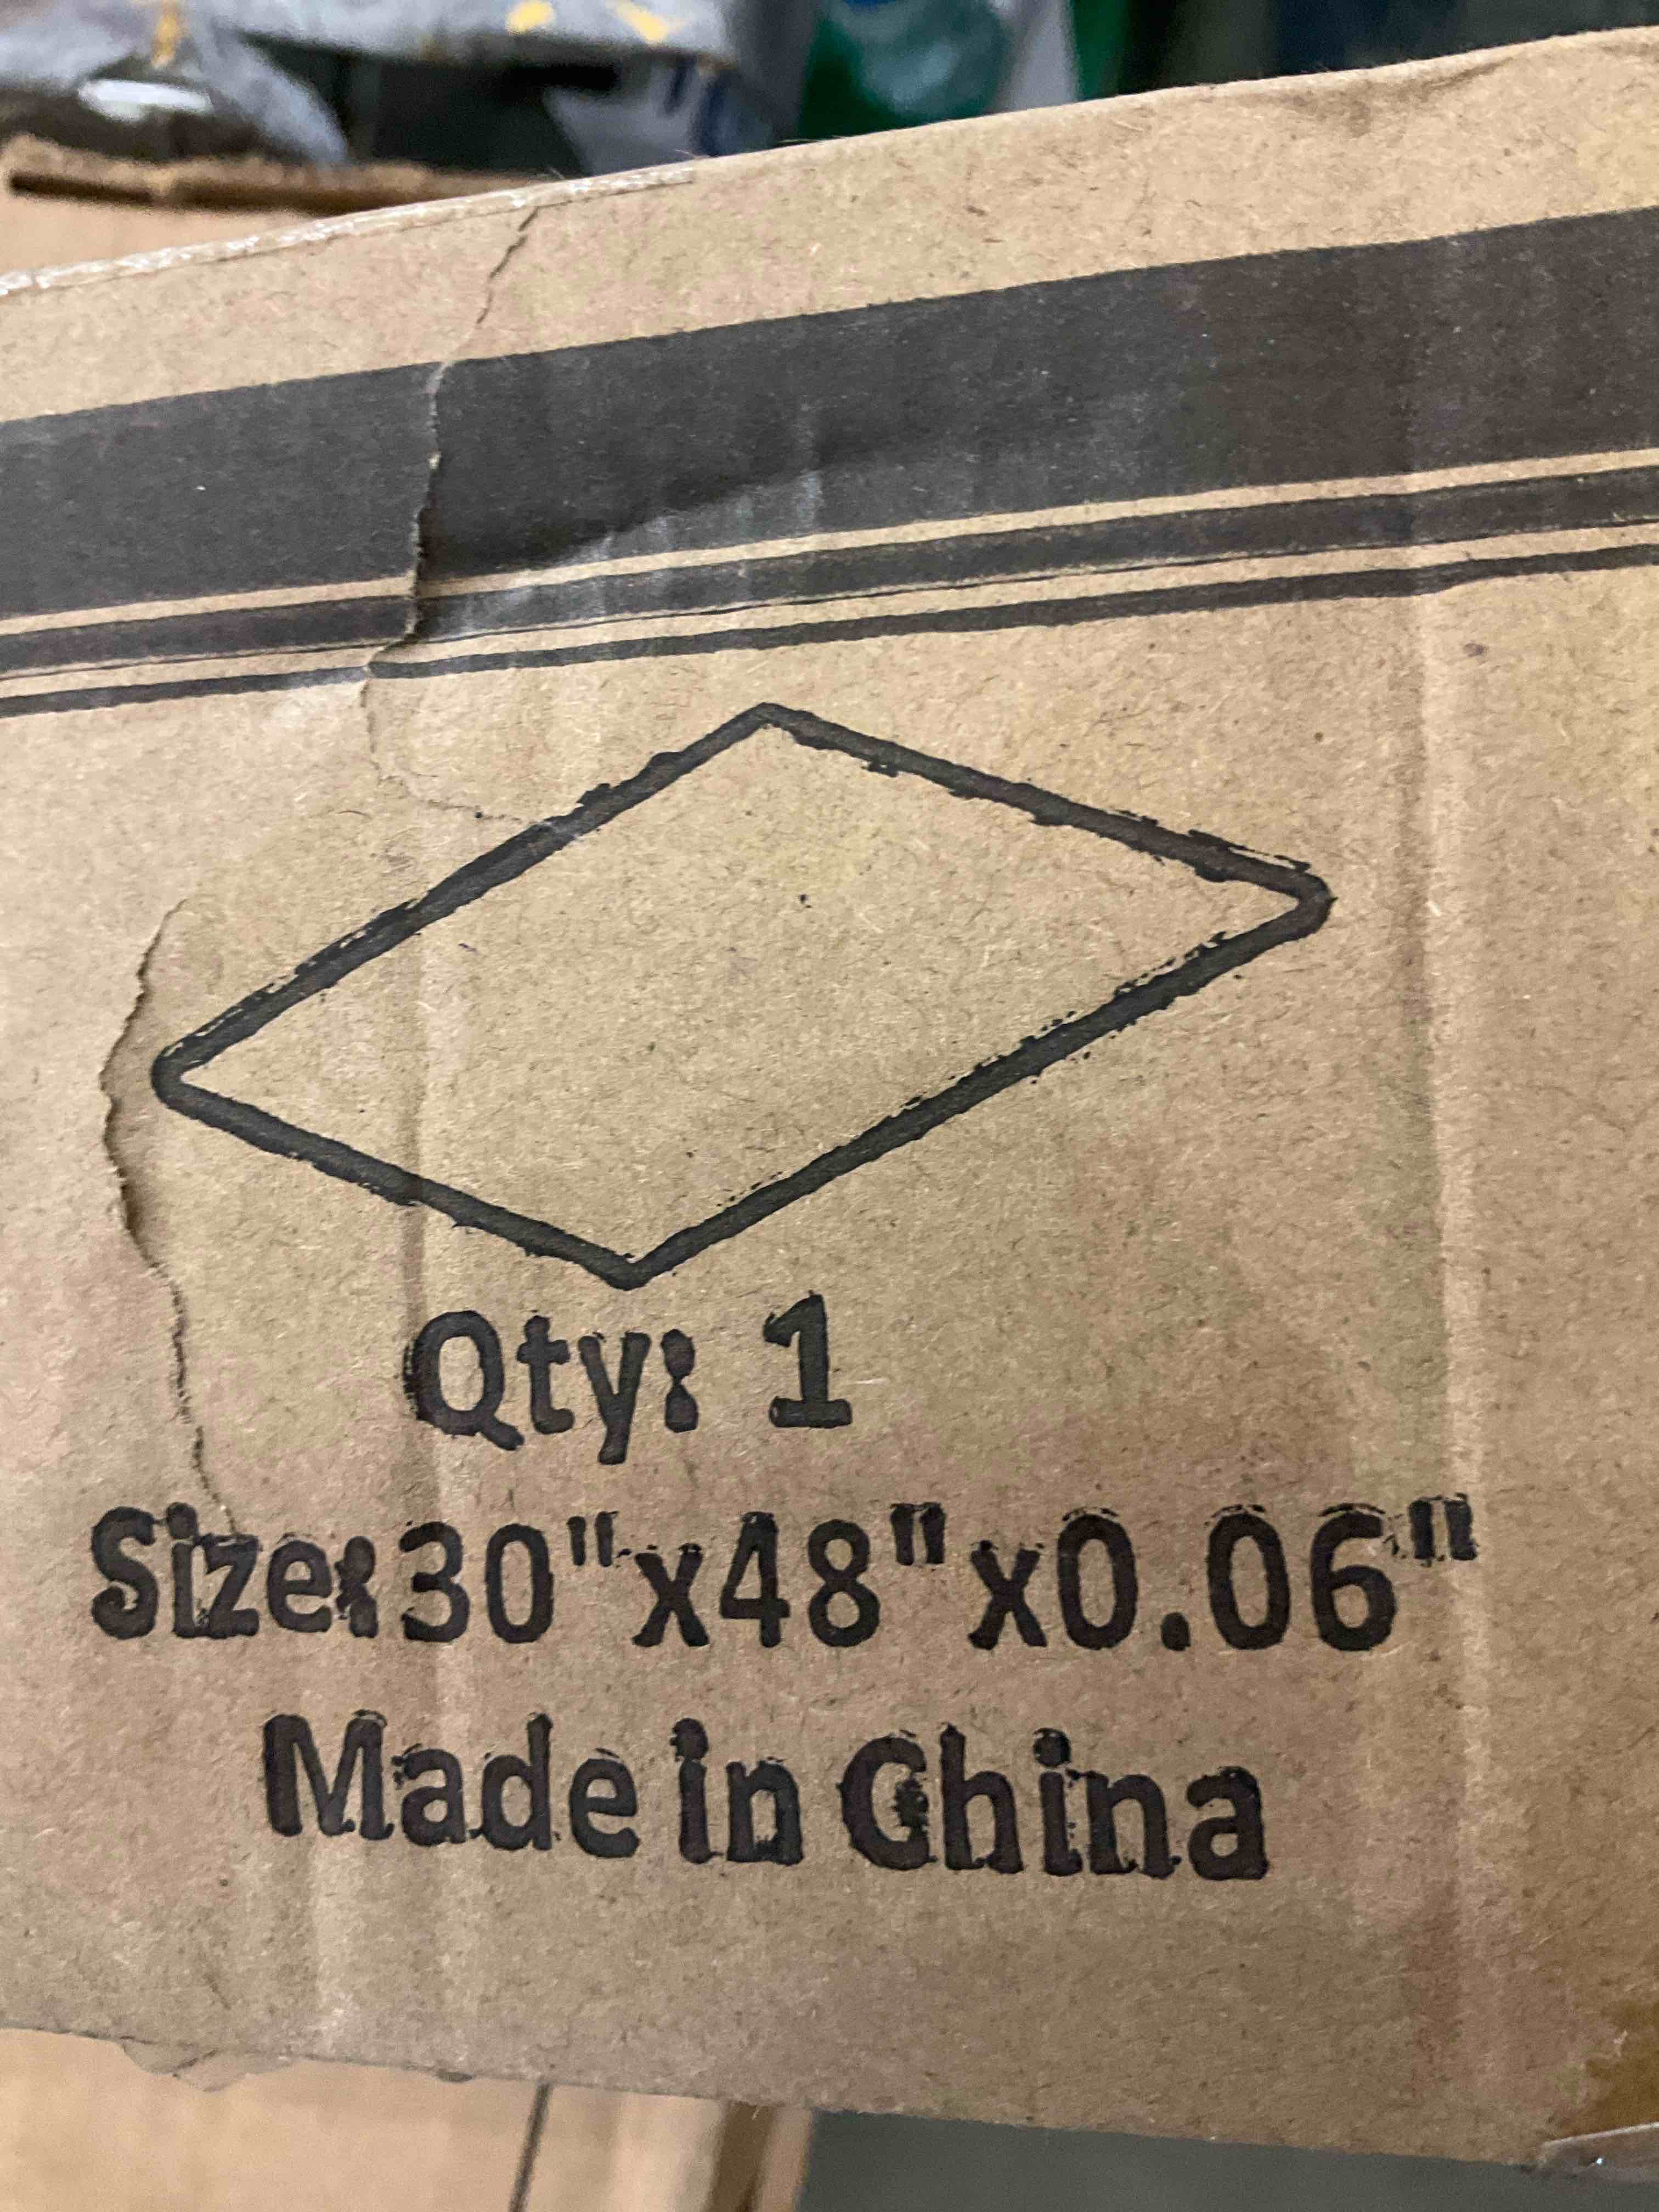 Qty: 1
Size:30"x48"x0.06"
Made in China